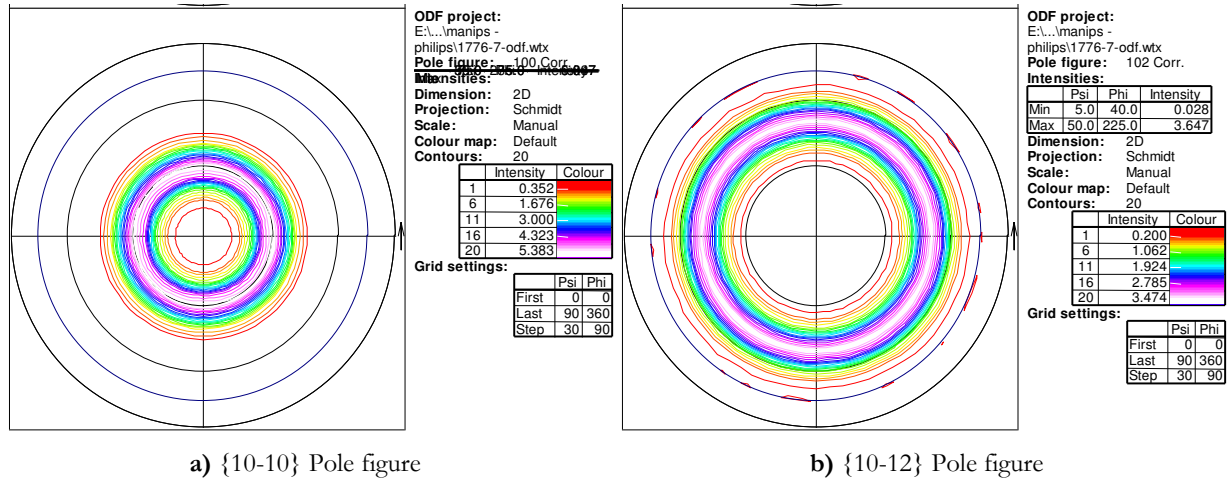 ODF project:
E:\...\manips -
philips\1776-7-odf.wtx
Pole figure: 100 Corr.
Intensities:
Dimension: 2D
Projection: Schmidt
Scale: Manual
Colour map: Default
Contours: 20
Intensity Colour
1 0.352
6 1.676
11 3.000
16 4.323
20 5.383
Grid settings:
Psi Phi
First 0 0
Last 90 360
Step 30 90
a) {10-10} Pole figure
ODF project:
E:\...\manips -
philips\1776-7-odf.wtx
Pole figure: 102 Corr.
Intensities:
Psi Phi Intensity
Min 5.0 40.0 0.028
Max 50.0 225.0 3.647
Dimension: 2D
Projection: Schmidt
Scale: Manual
Colour map: Default
Contours: 20
Intensity Colour
1 0.200
6 1.062
11 1.924
16 2.785
20 3.474
Grid settings:
Psi Phi
First 0 0
Last 90 360
Step 30 90
b) {10-12} Pole figure